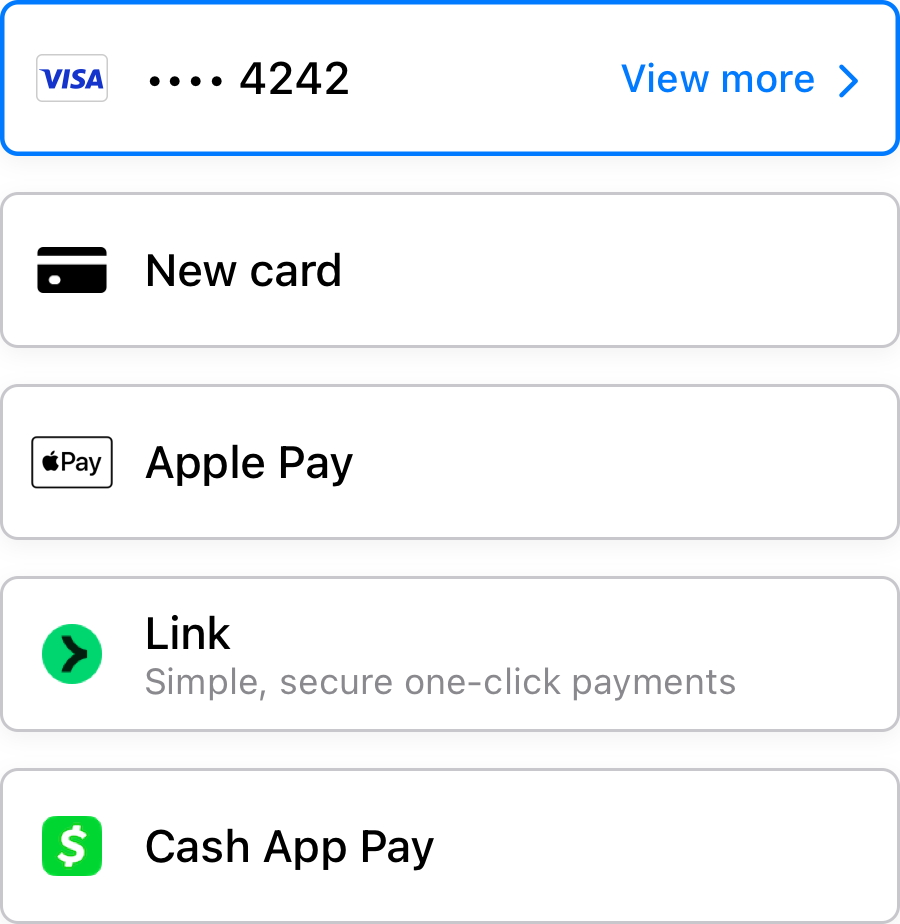 VISA •••• 4242 View more
New card
Pay Apple Pay
Link
Simple, secure one-click payments
$ Cash App Pay